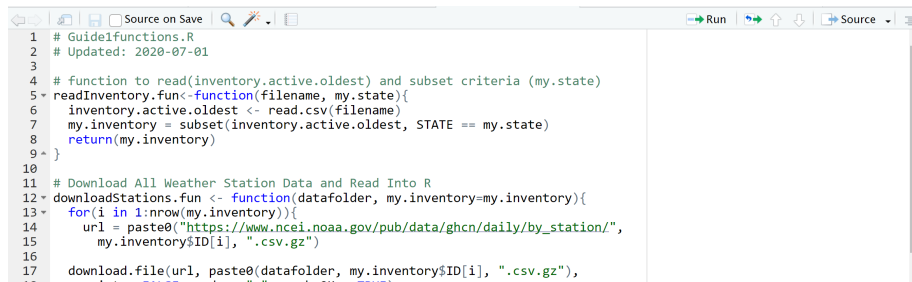 Source on Save
Run
Source
1 # Guide1functions.R
2 # Updated: 2020-07-01
3
4 # function to read(inventory.active.oldest) and subset criteria (my.state)
5 readInventory.fun<-function(filename, my.state){
6   inventory.active.oldest <- read.csv(filename)
7   my.inventory = subset(inventory.active.oldest, STATE == my.state)
8   return(my.inventory)
9 }
10
11 # Download All Weather Station Data and Read Into R
12 downloadStations.fun <- function(datafolder, my.inventory=my.inventory){
13   for(i in 1:nrow(my.inventory)){
14     url = paste0("https://www.ncei.noaa.gov/pub/data/ghcn/daily/by_station/",
15       my.inventory$ID[i], ".csv.gz")
16
17   download.file(url, paste0(datafolder, my.inventory$ID[i], ".csv.gz"),